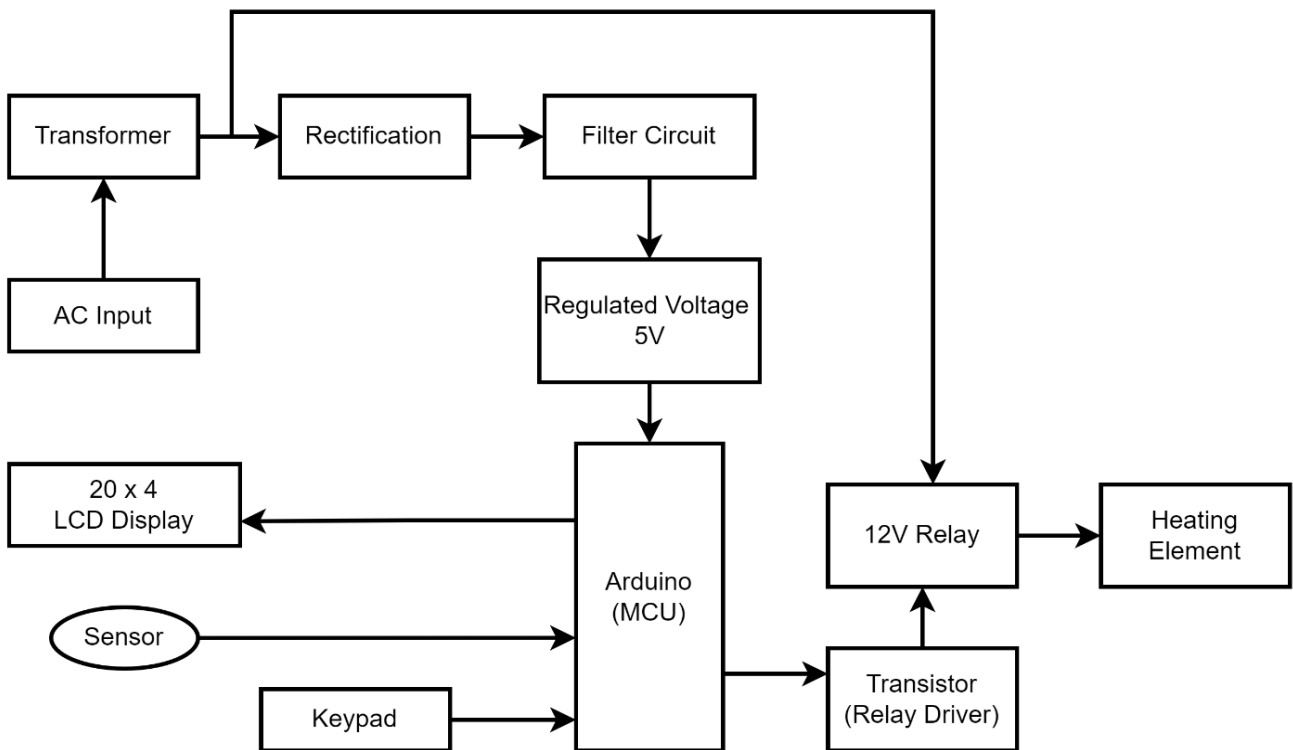 Transformer
Rectification
Filter Circuit
AC Input
Regulated Voltage
5V
20 x 4
LCD Display
12V Relay
Heating
Element
Arduino
(MCU)
Sensor
Transistor
(Relay Driver)
Keypad